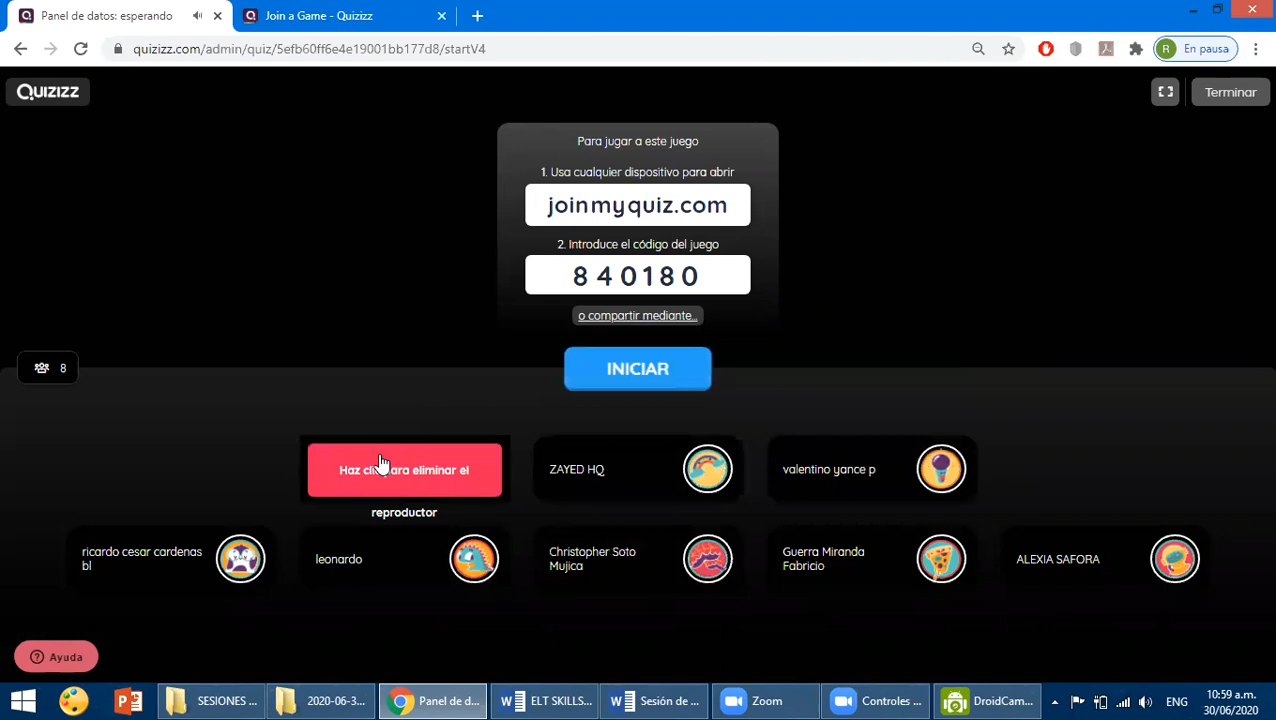 Panel de datos: esperando
Join a Game - Quizizz
quizizz.com/admin/quiz/5efb60ff6e4e19001bb177d8/startV4
R En pausa
QUIZIZZ
Terminar
Para jugar a este juego
1. Usa cualquier dispositivo para abrir
joinmyquiz.com
2. Introduce el código del juego
840180
o compartir mediante...
8
INICIAR
Haz clic para eliminar el
reproductor
ZAYED HQ
valentino yance p
ricardo cesar cardenas
bl
leonardo
Christopher Soto
Mujica
Guerra Miranda
Fabricio
ALEXIA SAFORA
Ayuda
SESIONES ...
2020-06-3...
Panel de d...
ELT SKILLS...
Sesión de ...
Zoom
Controles ...
DroidCam...
ENG
10:59 a.m.
30/06/2020